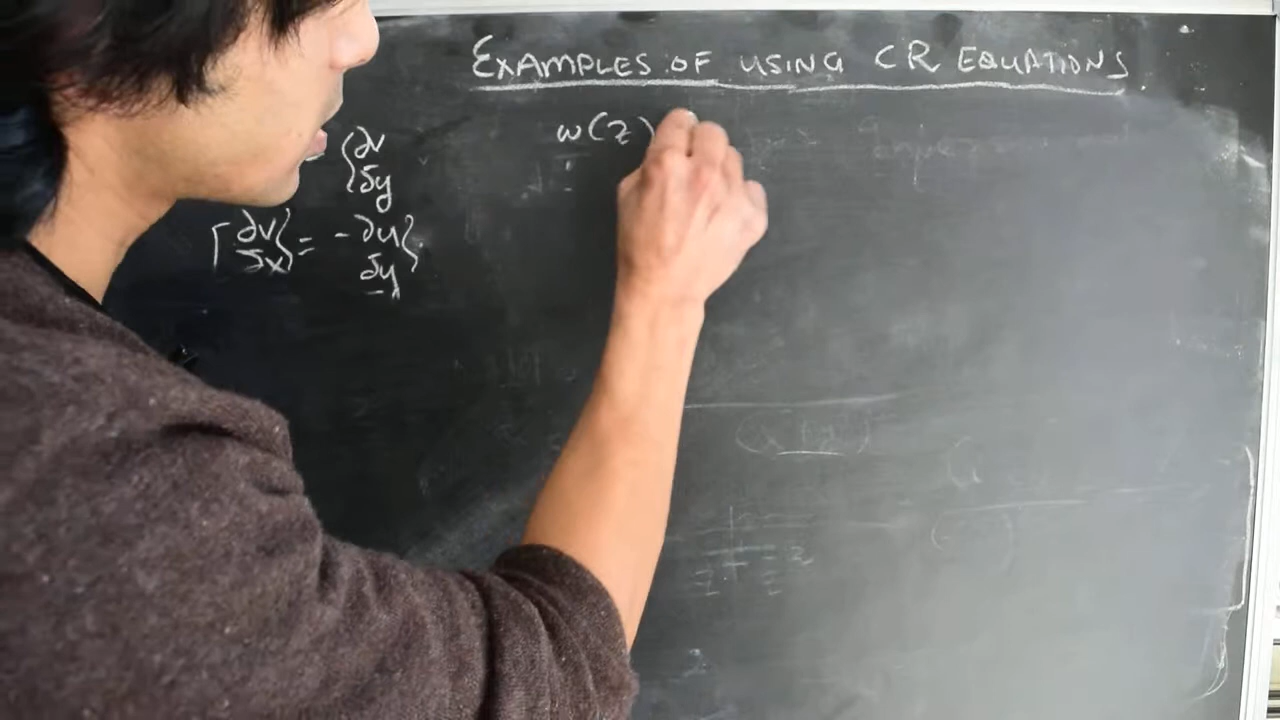 EXAMPLES OF USING CR EQUATIONS
w(z)
∂v
∂y
∂v = - ∂u
∂x ∂y